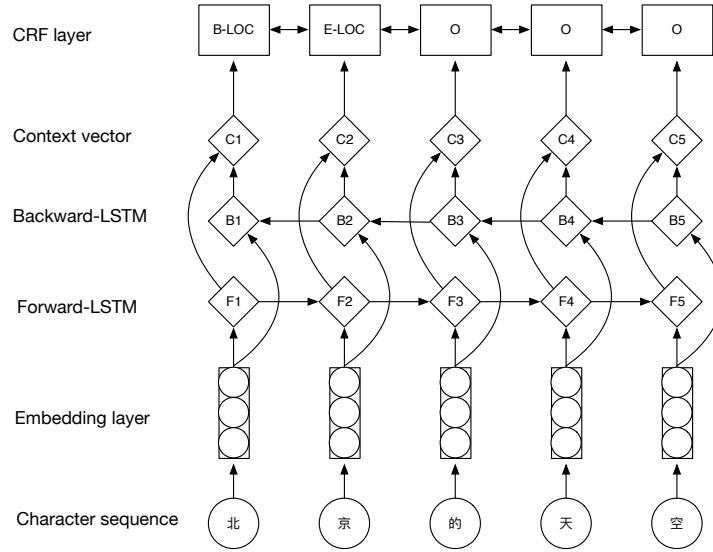 CRF layer B-LOC E-LOC O O O
Context vector C1 C2 C3 C4 C5
Backward-LSTM B1 B2 B3 B4 B5
Forward-LSTM F1 F2 F3 F4 F5
Embedding layer
Character sequence 北 京 的 天 空